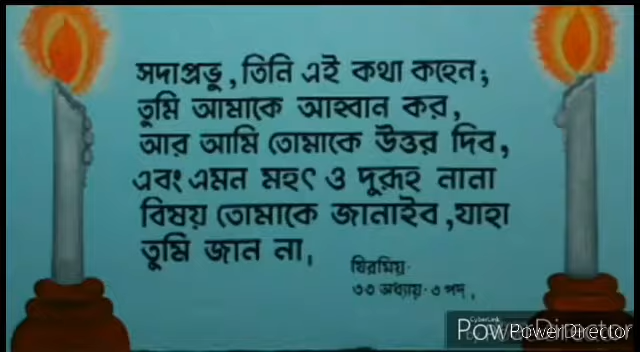 সদাপ্রভু, তিনি এই কথা কহেন;
তুমি আমাকে আহ্বান কর,
আর আমি তোমাকে উত্তর দিব,
এবং এমন মহৎ ও দুরূহ নানা
বিষয় তোমাকে জানাইব, যাহা
তুমি জান না,
যিরমিয়·
৩৩ অধ্যায়·৩ পদ,
CyberLink
PowerDirector